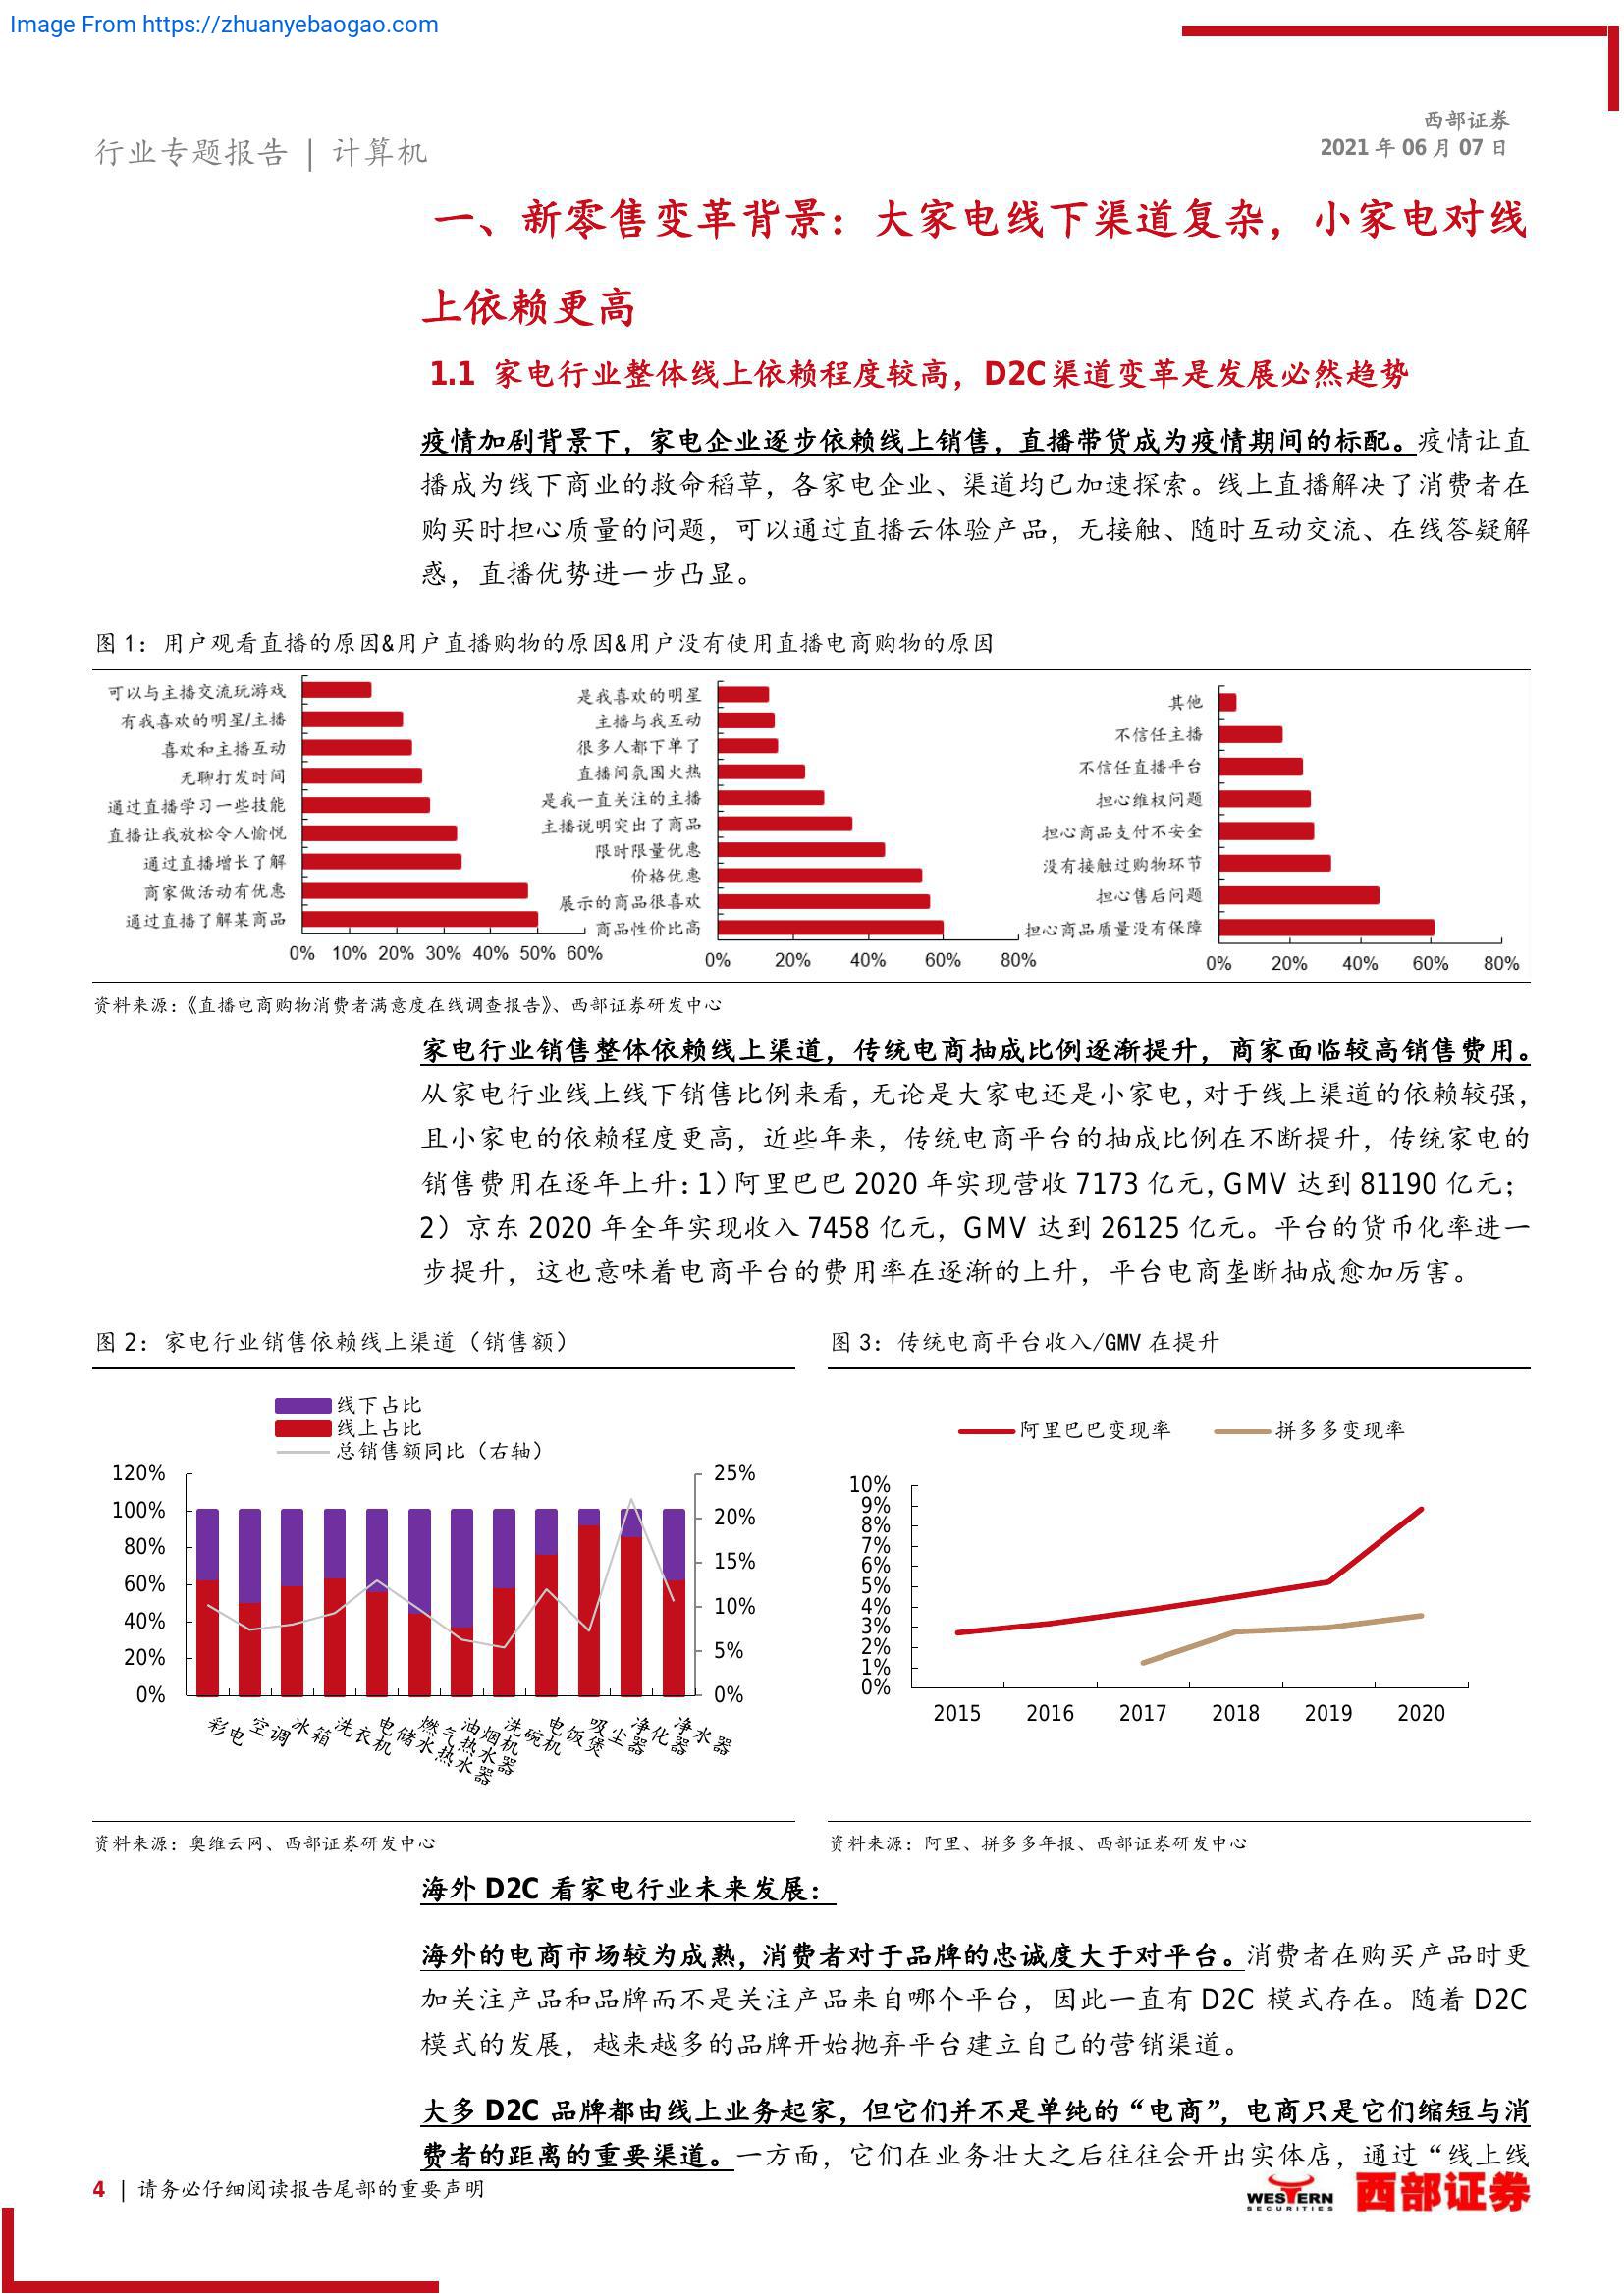 Image From https://zhuanyebaogao.com
西部证券
2021 年 06 月 07 日
行业专题报告 | 计算机
一、新零售变革背景：大家电线下渠道复杂，小家电对线
上依赖更高
1.1 家电行业整体线上依赖程度较高，D2C渠道变革是发展必然趋势
疫情加剧背景下，家电企业逐步依赖线上销售，直播带货成为疫情期间的标配。疫情让直
播成为线下商业的救命稻草，各家电企业、渠道均已加速探索。线上直播解决了消费者在
购买时担心质量的问题，可以通过直播云体验产品，无接触、随时互动交流、在线答疑解
惑，直播优势进一步凸显。
图 1：用户观看直播的原因&用户直播购物的原因&用户没有使用直播电商购物的原因
可以与主播交流玩游戏
有我喜欢的明星/主播
喜欢和主播互动
无聊打发时间
通过直播学习一些技能
直播让我放松令人愉悦
通过直播增长了解
商家做活动有优惠
通过直播了解某商品
0% 10% 20% 30% 40% 50% 60%
是我喜欢的明星
主播与我互动
很多人都下单了
直播间氛围火热
是我一直关注的主播
主播说明突出了商品
限时限量优惠
价格优惠
展示的商品很喜欢
商品性价比高
0% 20% 40% 60% 80%
其他
不信任主播
不信任直播平台
担心维权问题
担心商品支付不安全
没有接触过购物环节
担心售后问题
担心商品质量没有保障
0% 20% 40% 60% 80%
资料来源：《直播电商购物消费者满意度在线调查报告》、西部证券研发中心
家电行业销售整体依赖线上渠道，传统电商抽成比例逐渐提升，商家面临较高销售费用。
从家电行业线上线下销售比例来看，无论是大家电还是小家电，对于线上渠道的依赖较强，
且小家电的依赖程度更高，近些年来，传统电商平台的抽成比例在不断提升，传统家电的
销售费用在逐年上升：1）阿里巴巴 2020 年实现营收 7173 亿元，GMV 达到 81190 亿元；
2）京东 2020 年全年实现收入 7458 亿元，GMV 达到 26125 亿元。平台的货币化率进一
步提升，这也意味着电商平台的费用率在逐渐的上升，平台电商垄断抽成愈加厉害。
图 2：家电行业销售依赖线上渠道（销售额）
线下占比
线上占比
总销售额同比（右轴）
120%
100%
80%
60%
40%
20%
0%
25%
20%
15%
10%
5%
0%
彩电
空调
冰箱
洗衣机
电储水热水器
燃气热水器
油烟机
洗碗机
电饭煲
吸尘器
净化器
净水器
资料来源：奥维云网、西部证券研发中心
图 3：传统电商平台收入/GMV 在提升
阿里巴巴变现率 拼多多变现率
10%
9%
8%
7%
6%
5%
4%
3%
2%
1%
0%
2015 2016 2017 2018 2019 2020
资料来源：阿里、拼多多年报、西部证券研发中心
海外 D2C 看家电行业未来发展：
海外的电商市场较为成熟，消费者对于品牌的忠诚度大于对平台。消费者在购买产品时更
加关注产品和品牌而不是关注产品来自哪个平台，因此一直有 D2C 模式存在。随着 D2C
模式的发展，越来越多的品牌开始抛弃平台建立自己的营销渠道。
大多 D2C 品牌都由线上业务起家，但它们并不是单纯的“电商”，电商只是它们缩短与消
费者的距离的重要渠道。一方面，它们在业务壮大之后往往会开出实体店，通过“线上线
4 | 请务必仔细阅读报告尾部的重要声明
WESTERN
SECURITIES
西部证券